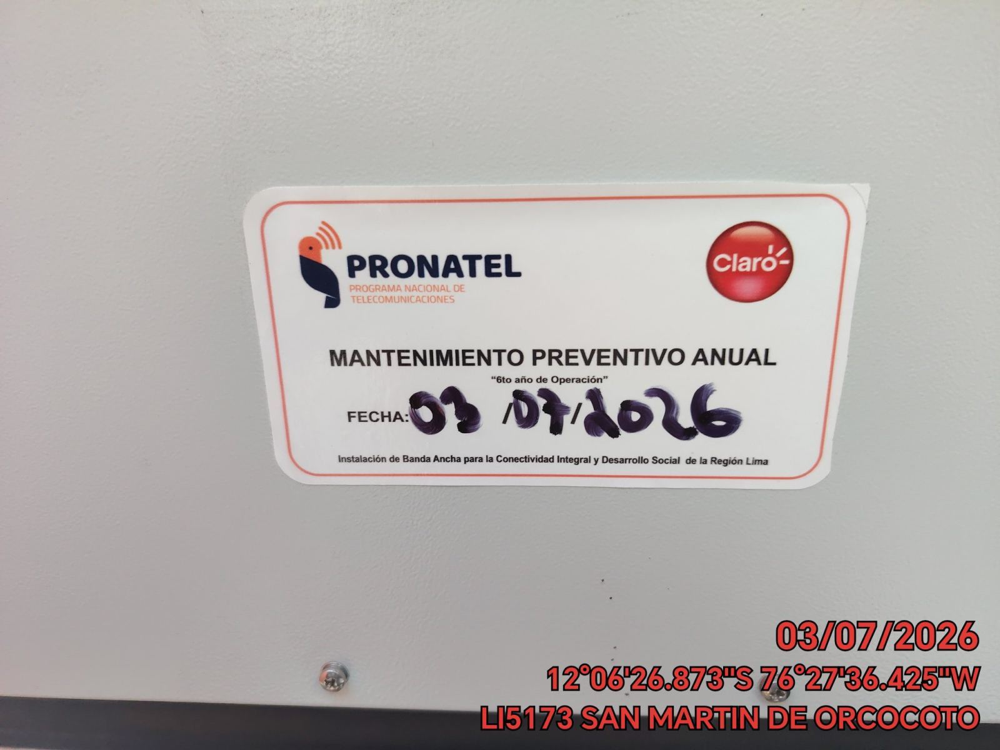 PRONATEL
PROGRAMA NACIONAL DE
TELECOMUNICACIONES
Claro
MANTENIMIENTO PREVENTIVO ANUAL
“6to año de Operación”
FECHA: 03/07/2026
Instalación de Banda Ancha para la Conectividad Integral y Desarrollo Social de la Región Lima
03/07/2026
12°06'26.873"S 76°27'36.425"W
LI5173 SAN MARTIN DE ORCOCOTO